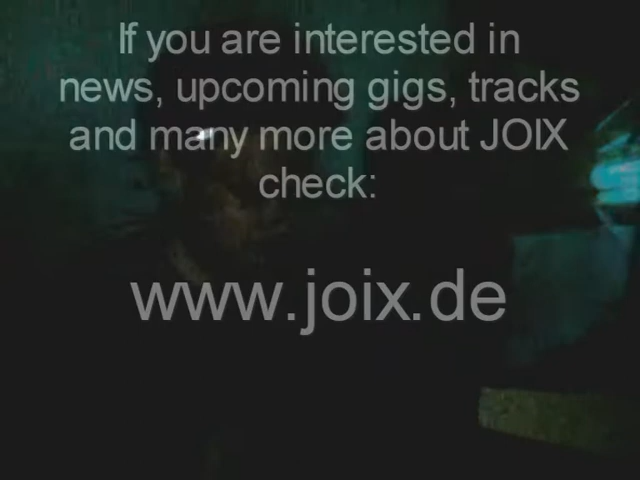 If you are interested in
news, upcoming gigs, tracks
and many more about JOIX
check:
www.joix.de